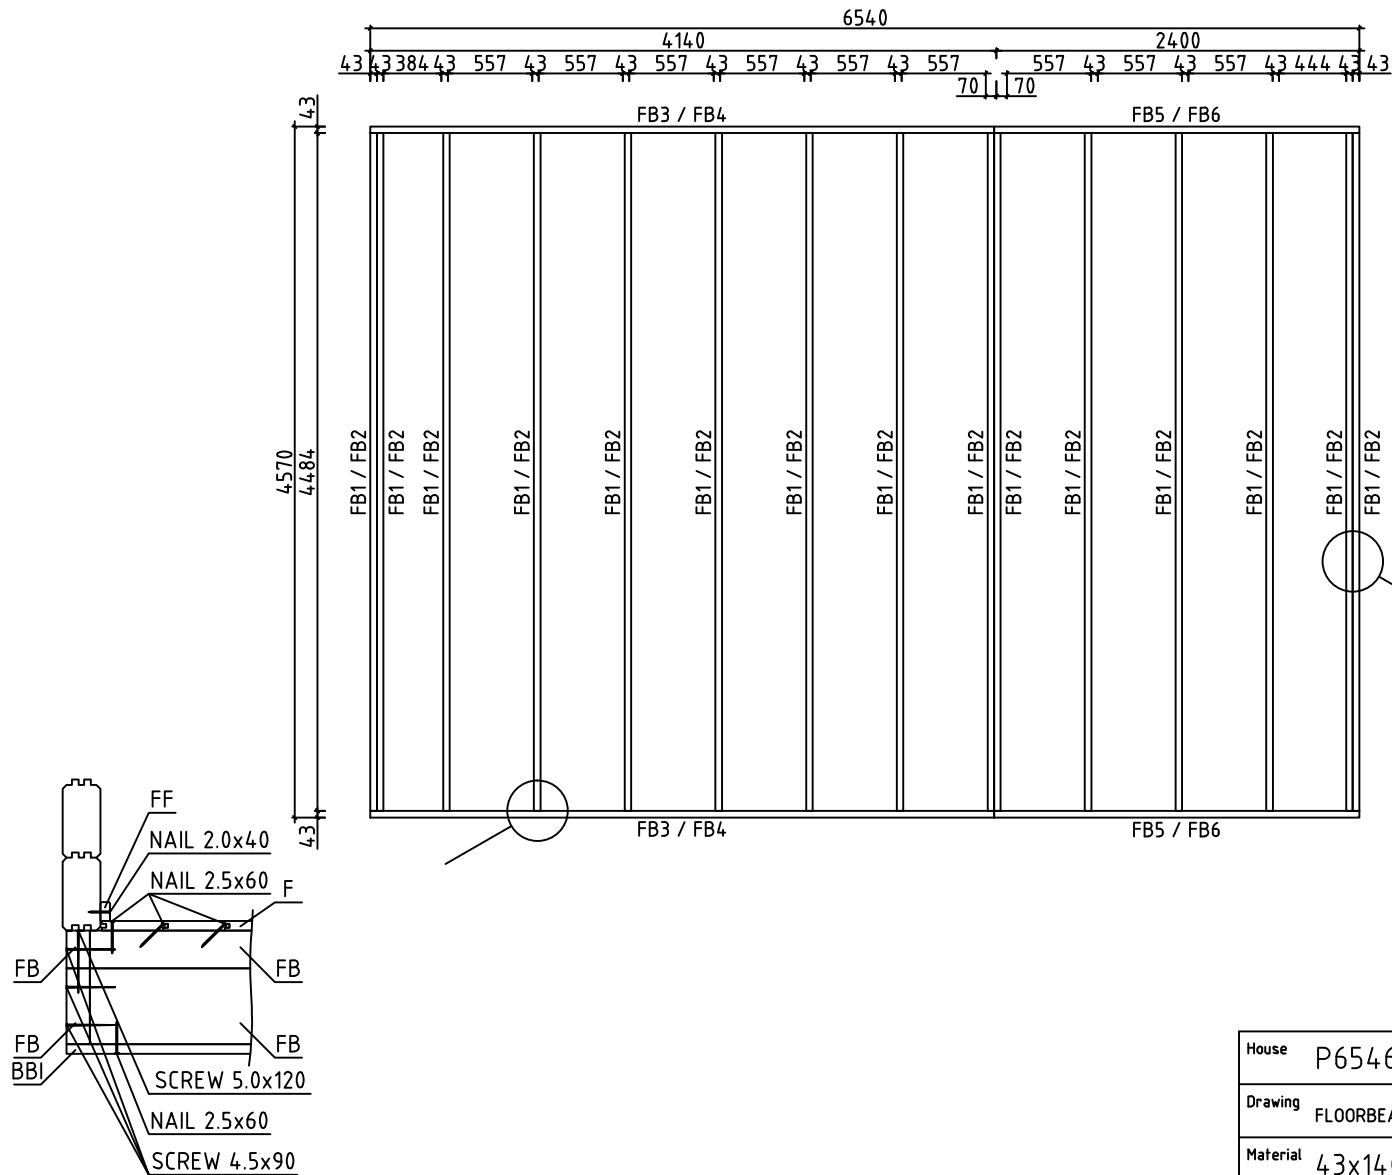 6540
4140 2400
43 43 384 43 557 43 557 43 557 43 557 43 557 43 557 557 43 557 43 557 43 444 43 43
70 70
43
FB3 / FB4 FB5 / FB6
4570
4484
FB1 / FB2 FB1 / FB2 FB1 / FB2 FB1 / FB2 FB1 / FB2 FB1 / FB2 FB1 / FB2 FB1 / FB2 FB1 / FB2 FB1 / FB2 FB1 / FB2 FB1 / FB2 FB1 / FB2 FB1 / FB2 FB1 / FB2
43
FB3 / FB4 FB5 / FB6
FF
NAIL 2.0x40
NAIL 2.5x60
F
FB FB
FB FB
BBI
SCREW 5.0x120
NAIL 2.5x60
SCREW 4.5x90
House P6546
Drawing FLOORBEA
Material 43x14